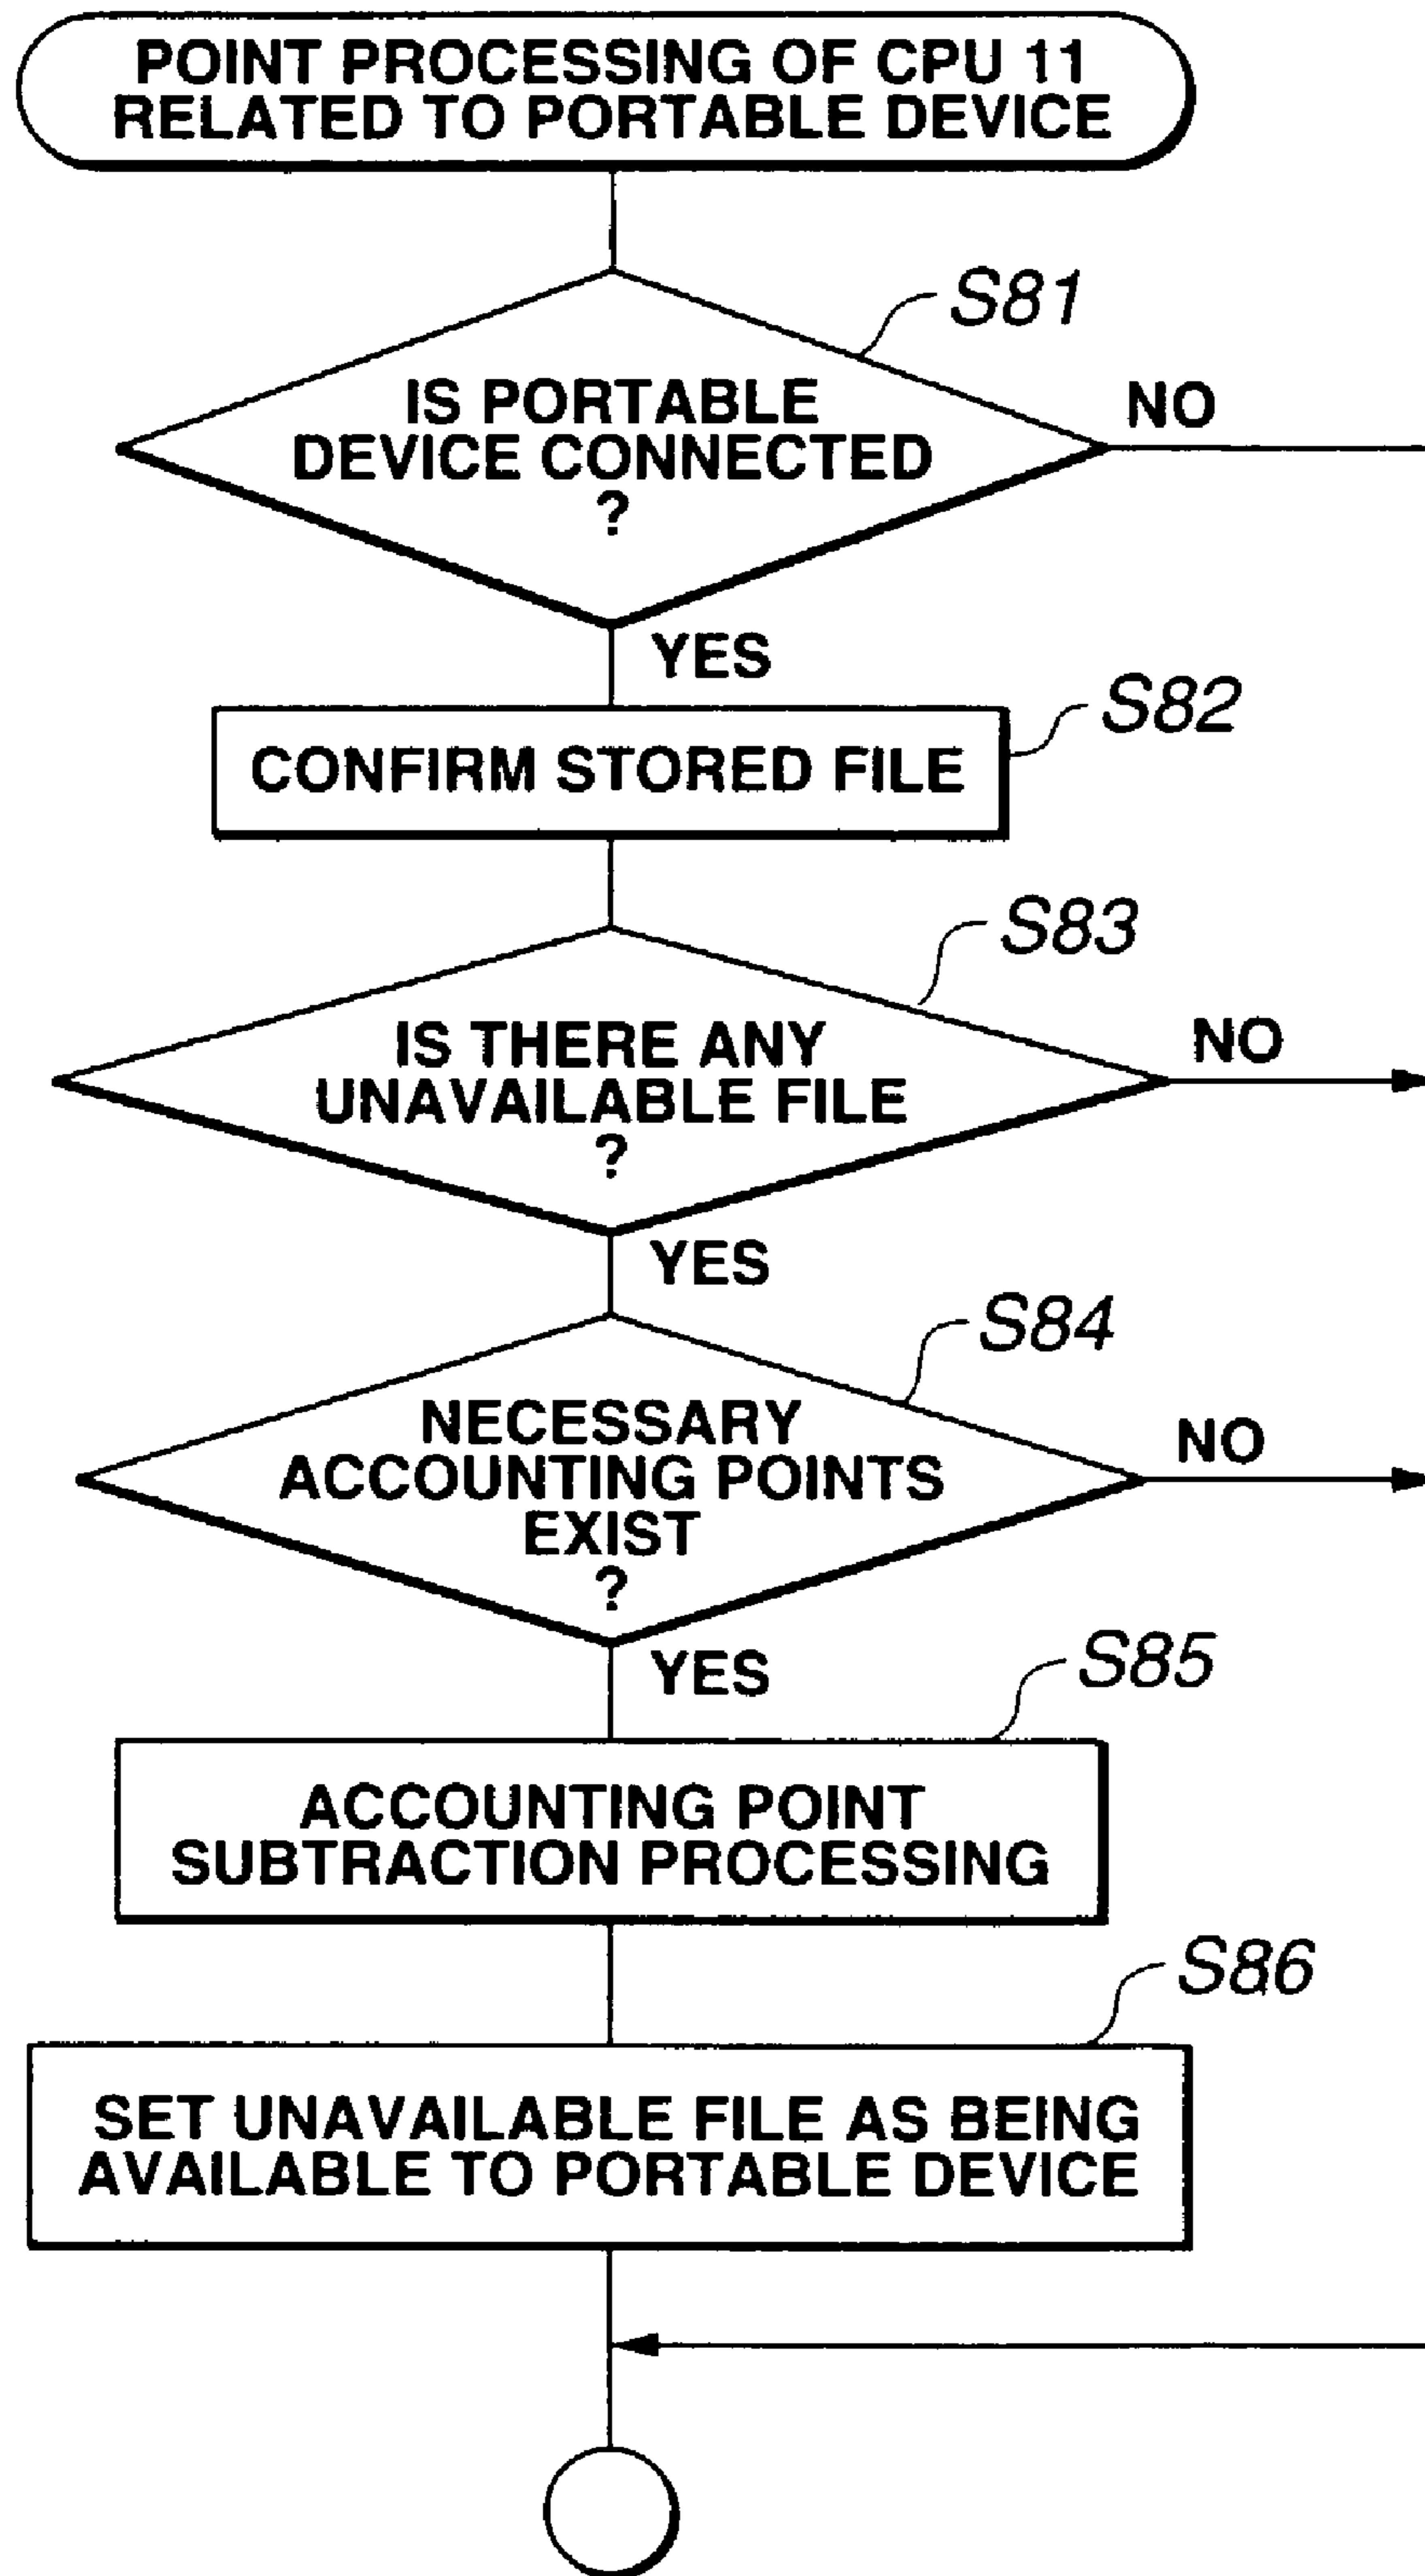 POINT PROCESSING OF CPU 11
RELATED TO PORTABLE DEVICE
S81
IS PORTABLE
DEVICE CONNECTED
?
NO
YES
S82
CONFIRM STORED FILE
S83
IS THERE ANY
UNAVAILABLE FILE
?
NO
YES
S84
NECESSARY
ACCOUNTING POINTS
EXIST
?
NO
YES
S85
ACCOUNTING POINT
SUBTRACTION PROCESSING
S86
SET UNAVAILABLE FILE AS BEING
AVAILABLE TO PORTABLE DEVICE